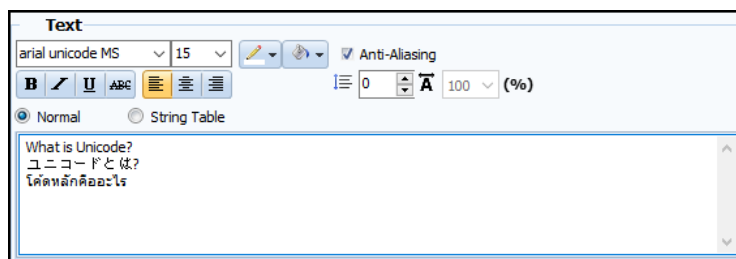 Text
arial unicode MS 15 Anti-Aliasing
B I U ABC 0 A 100 (%)
Normal String Table
What is Unicode?
ユニコードとは?
โค้ดหลักคืออะไร